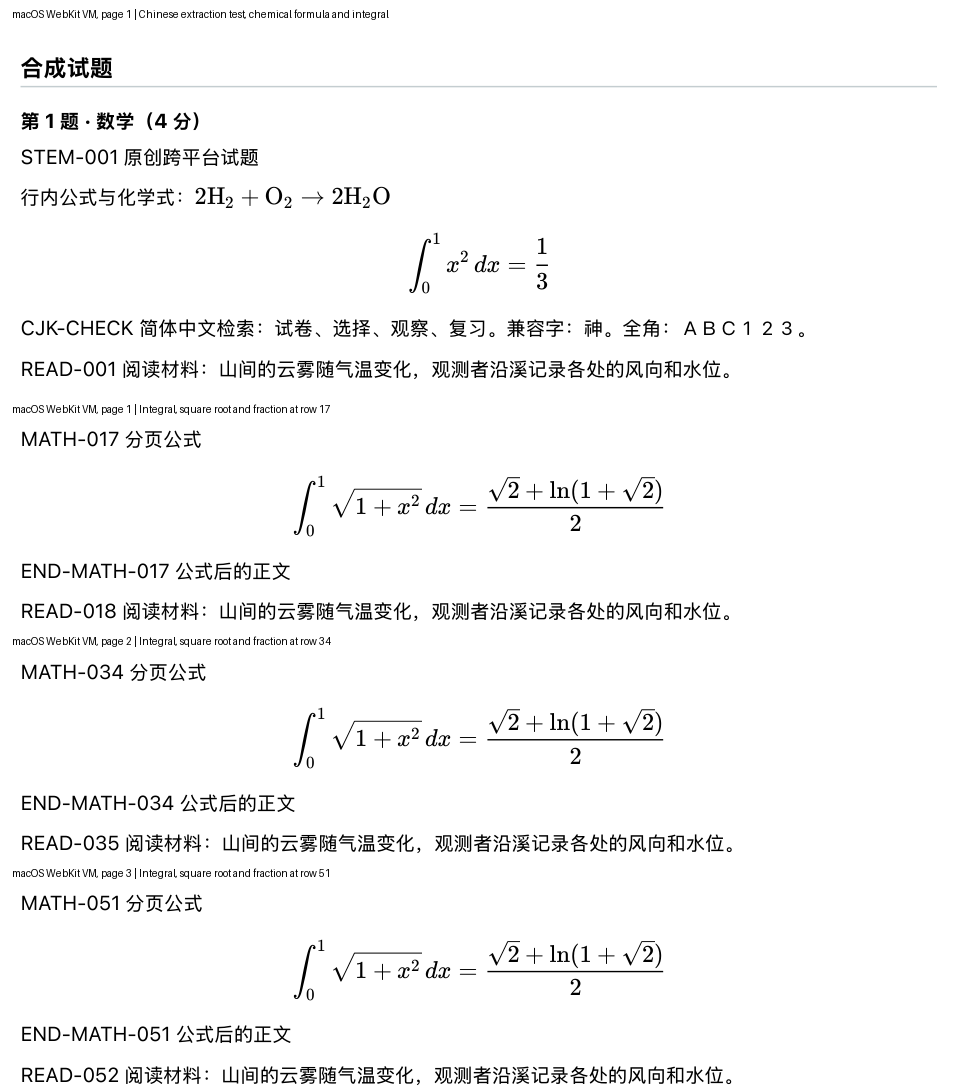 macOS WebKit VM, page 1 | Chinese extraction test, chemical formula and integral
合成试题
第 1 题 · 数学（4 分）
STEM-001 原创跨平台试题
行内公式与化学式：2H₂ + O₂ → 2H₂O
∫₀¹ x² dx = 1/3
CJK-CHECK 简体中文检索：试卷、选择、观察、复习。兼容字：神。全角：ＡＢＣ１２３。
READ-001 阅读材料：山间的云雾随气温变化，观测者沿溪记录各处的风向和水位。
macOS WebKit VM, page 1 | Integral, square root and fraction at row 17
MATH-017 分页公式
∫₀¹ √(1 + x²) dx = (√2 + ln(1 + √2))/2
END-MATH-017 公式后的正文
READ-018 阅读材料：山间的云雾随气温变化，观测者沿溪记录各处的风向和水位。
macOS WebKit VM, page 2 | Integral, square root and fraction at row 34
MATH-034 分页公式
∫₀¹ √(1 + x²) dx = (√2 + ln(1 + √2))/2
END-MATH-034 公式后的正文
READ-035 阅读材料：山间的云雾随气温变化，观测者沿溪记录各处的风向和水位。
macOS WebKit VM, page 3 | Integral, square root and fraction at row 51
MATH-051 分页公式
∫₀¹ √(1 + x²) dx = (√2 + ln(1 + √2))/2
END-MATH-051 公式后的正文
READ-052 阅读材料：山间的云雾随气温变化，观测者沿溪记录各处的风向和水位。